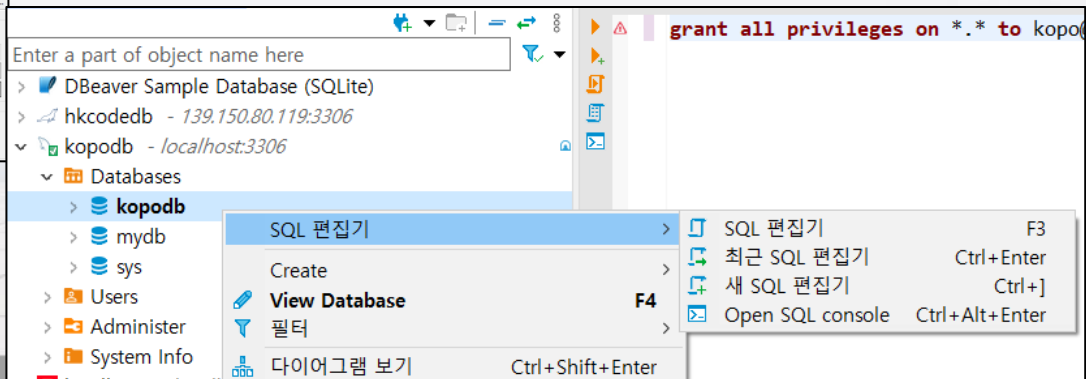 grant all privileges on *.* to kopo@
Enter a part of object name here
DBeaver Sample Database (SQLite)
hkcodedb - 139.150.80.119:3306
kopodb - localhost:3306
Databases
kopodb
mydb
sys
Users
Administer
System Info
SQL 편집기
Create
View Database F4
필터
다이어그램 보기 Ctrl+Shift+Enter
SQL 편집기 F3
최근 SQL 편집기 Ctrl+Enter
새 SQL 편집기 Ctrl+]
Open SQL console Ctrl+Alt+Enter